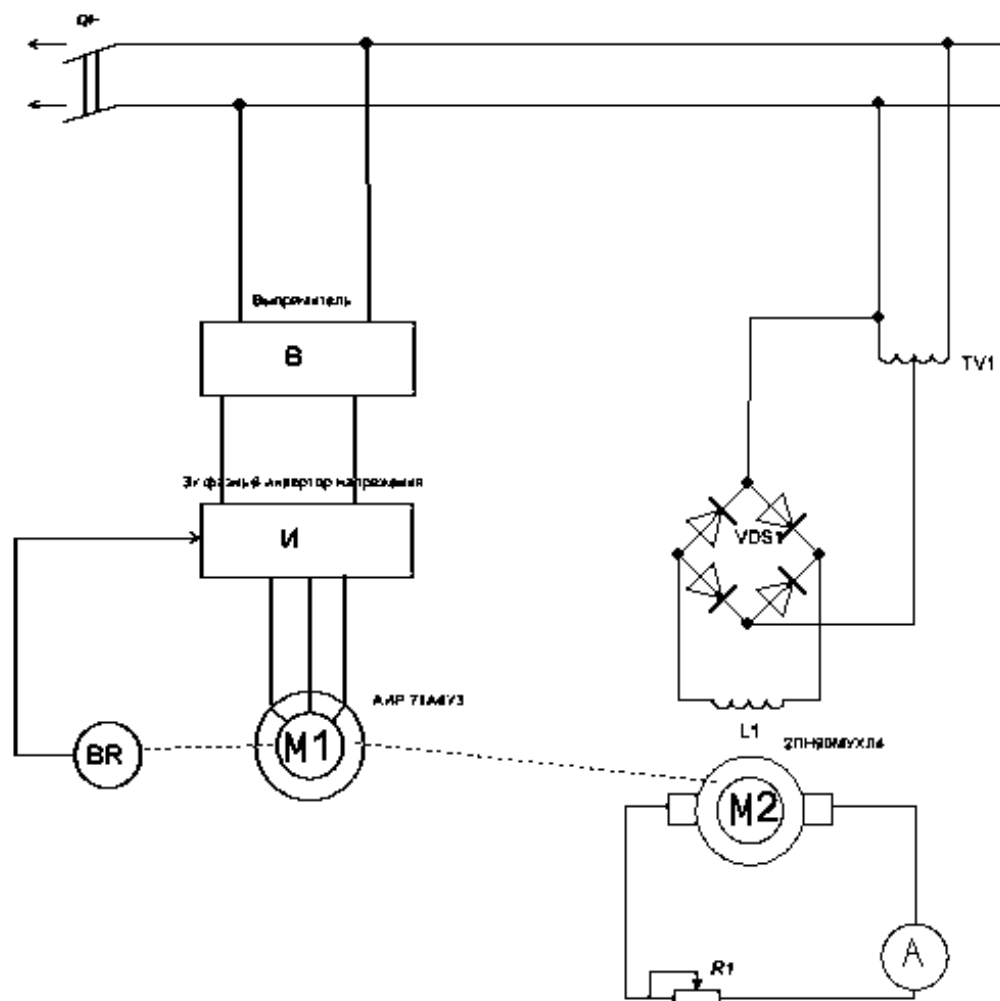 QF
Выпрямитель
В
TV1
3х фазный инвертор напряжения
VDS1
И
АИР 71А4У3
L1
2ПН90МУХЛ4
BR
M1
M2
A
R1